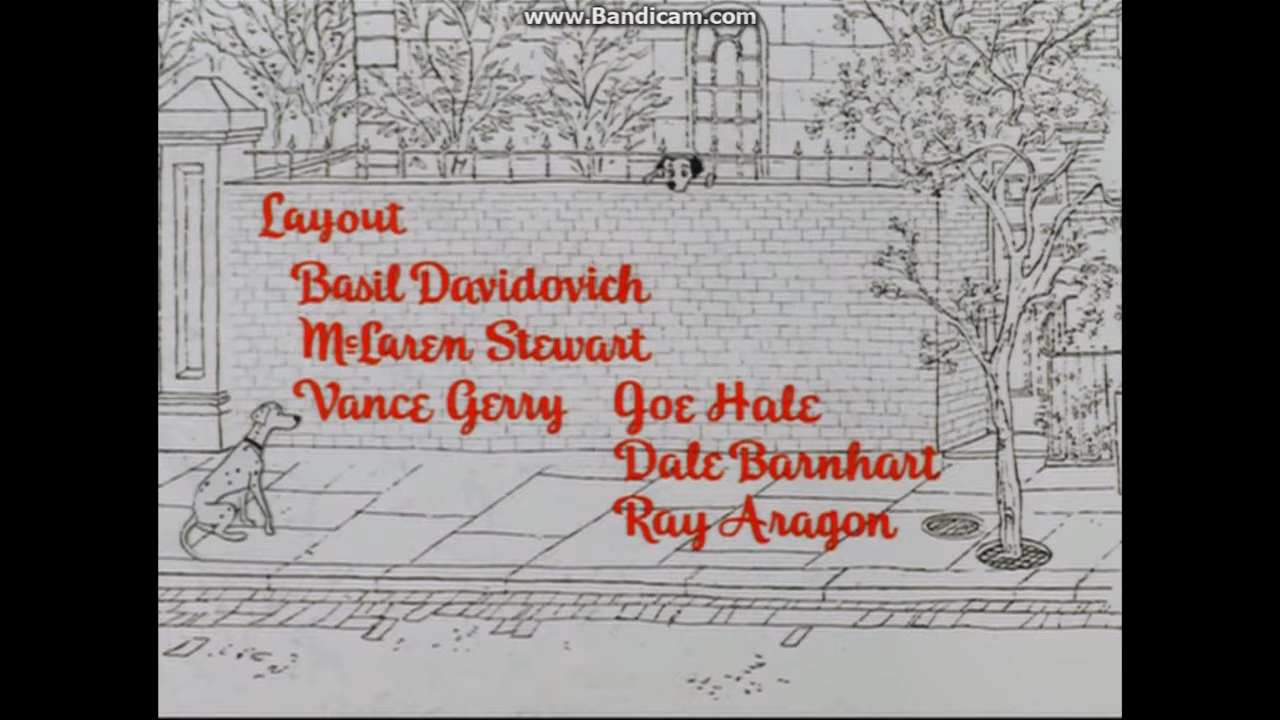 www.Bandicam.com
Layout
Basil Davidovich
McLaren Stewart
Vance Gerry
Joe Hale
Dale Barnhart
Ray Aragon